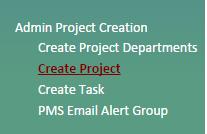 Admin Project Creation
Create Project Departments
Create Project
Create Task
PMS Email Alert Group